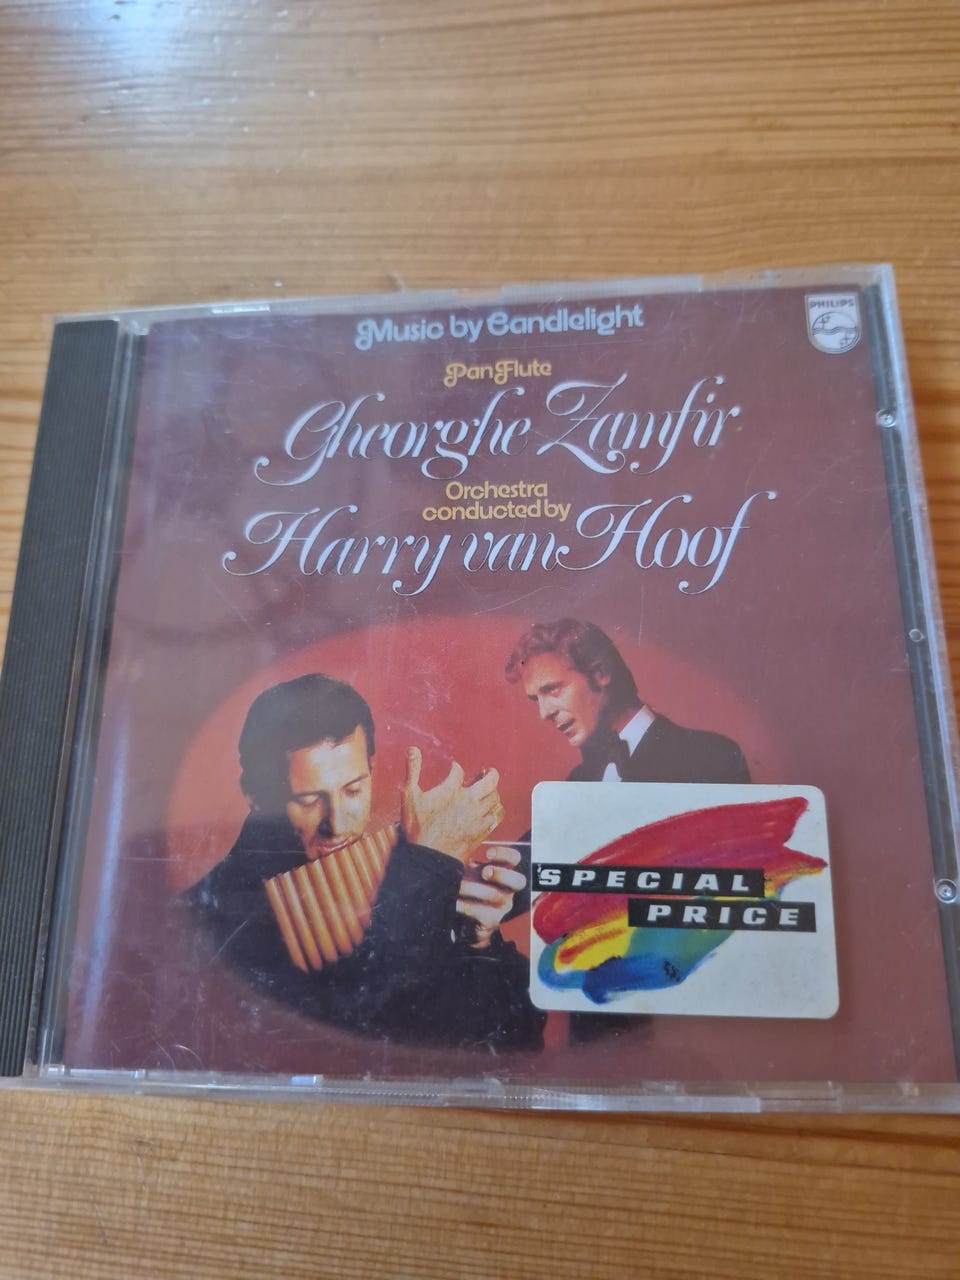 Music by Candlelight
PHILIPS
Pan Flute
Gheorghe Zamfir
Orchestra
conducted by
Harry van Hoof
SPECIAL
PRICE